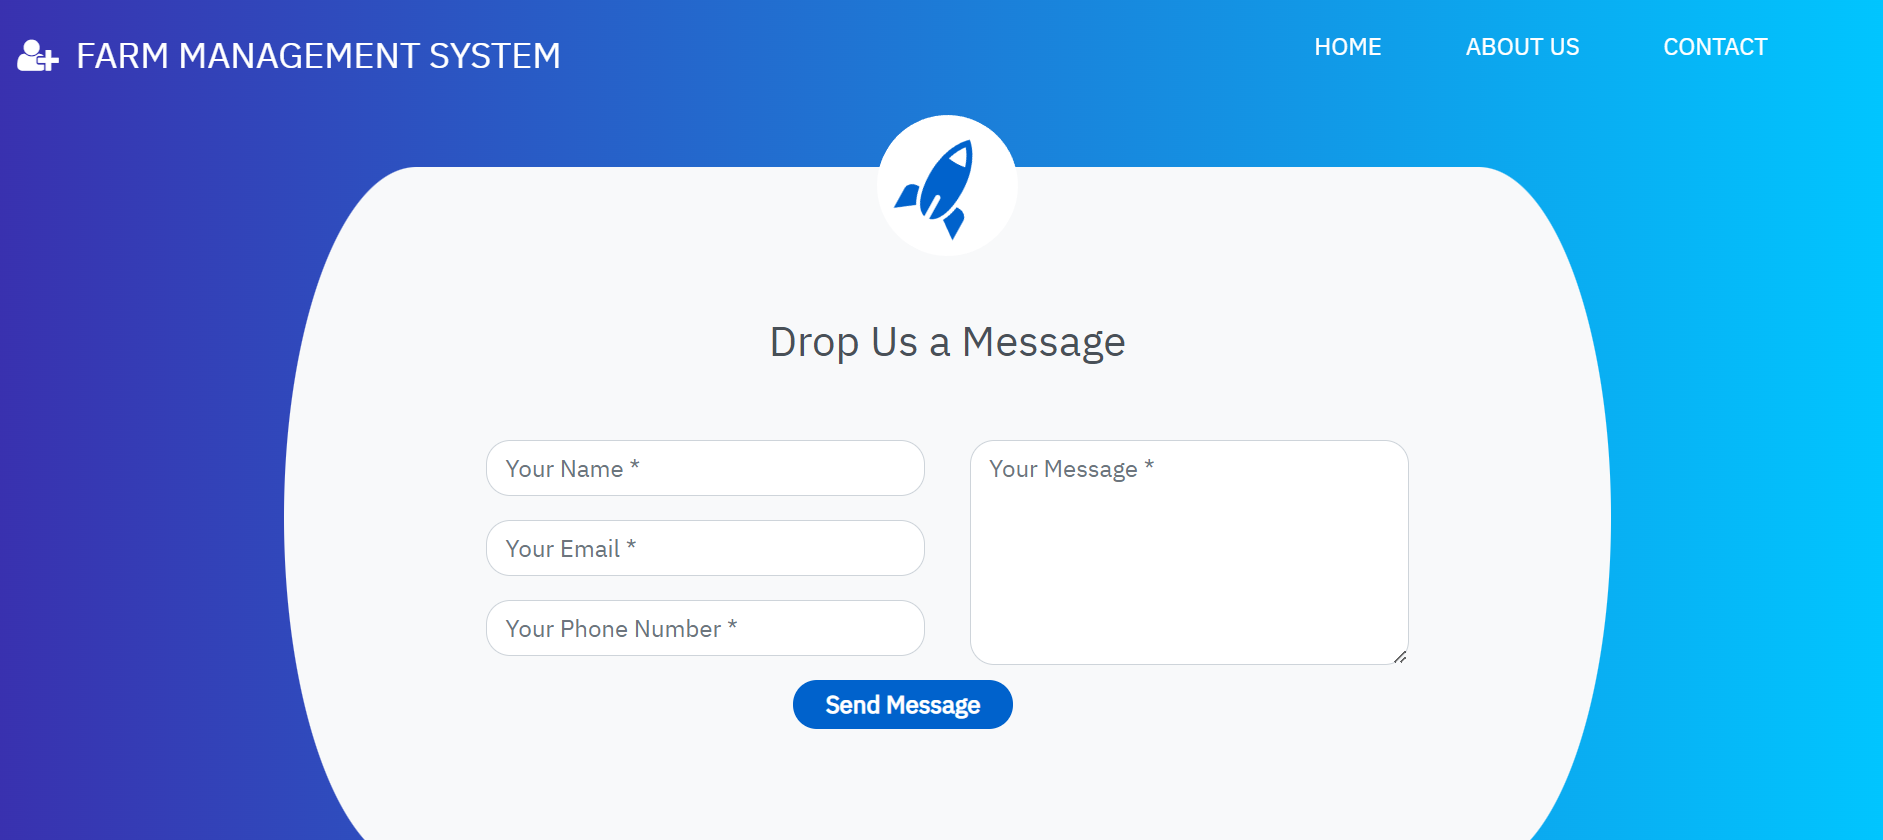 FARM MANAGEMENT SYSTEM
HOME ABOUT US CONTACT
Drop Us a Message
Your Name *
Your Email *
Your Phone Number *
Your Message *
Send Message